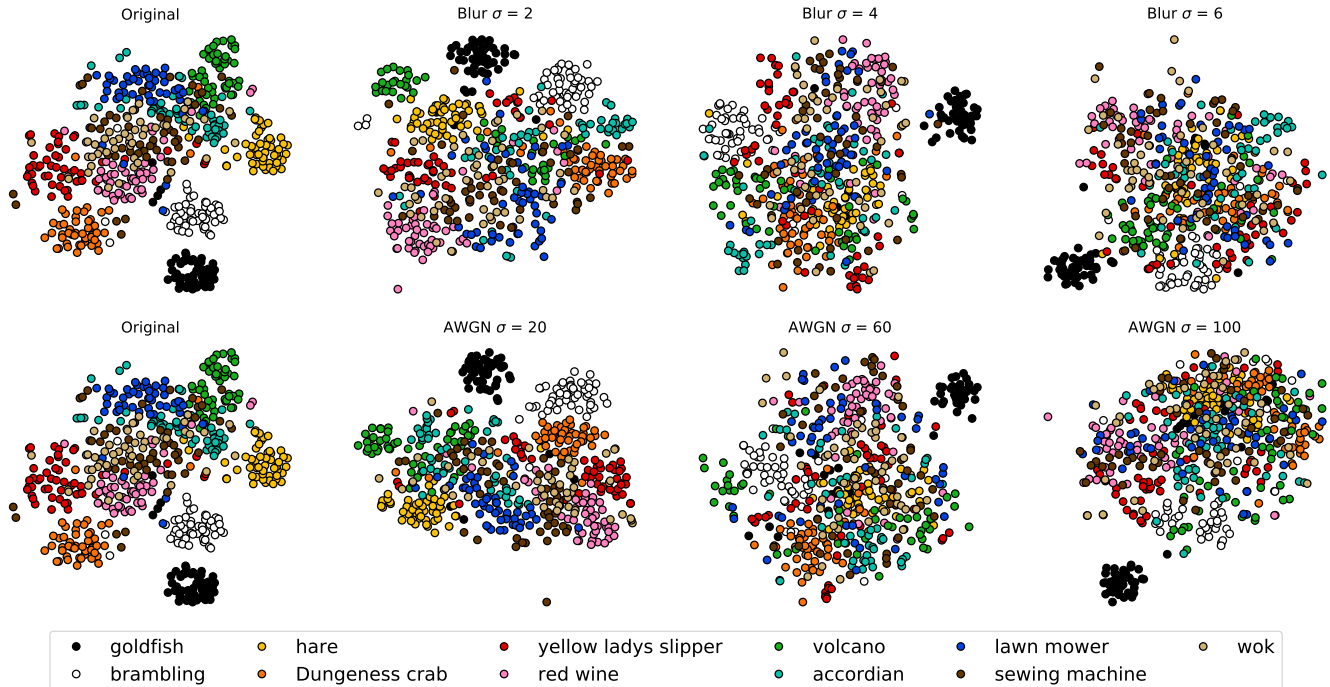 Original
Blur σ = 2
Blur σ = 4
Blur σ = 6
Original
AWGN σ = 20
AWGN σ = 60
AWGN σ = 100
goldfish
hare
yellow ladys slipper
volcano
lawn mower
wok
brambling
Dungeness crab
red wine
accordian
sewing machine